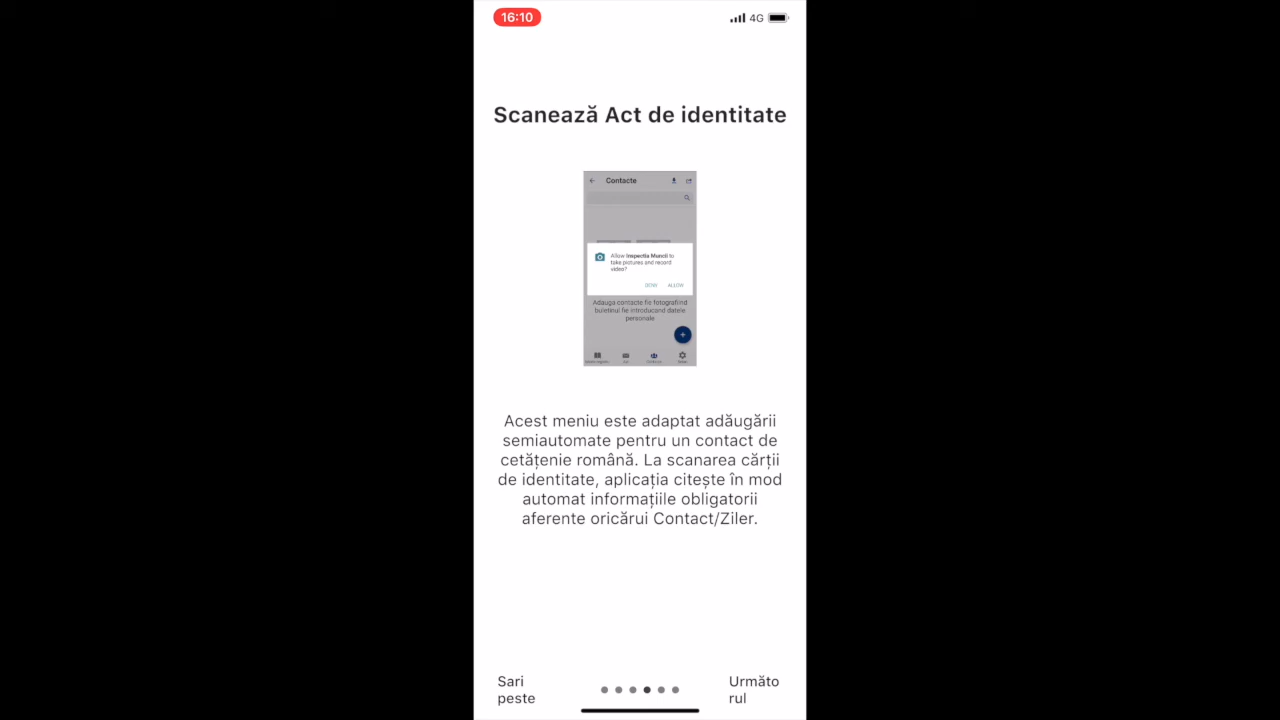 16:10
4G
Scanează Act de identitate
Contacte
Allow Inspectia Muncii to
take pictures and record
video?
DENY ALLOW
Adauga contacte fie fotografiind
buletinul fie introducand datele
personale
Acest meniu este adaptat adăugării
semiautomate pentru un contact de
cetățenie română. La scanarea cărții
de identitate, aplicația citește în mod
automat informațiile obligatorii
aferente oricărui Contact/Ziler.
Sari
peste
Următo
rul